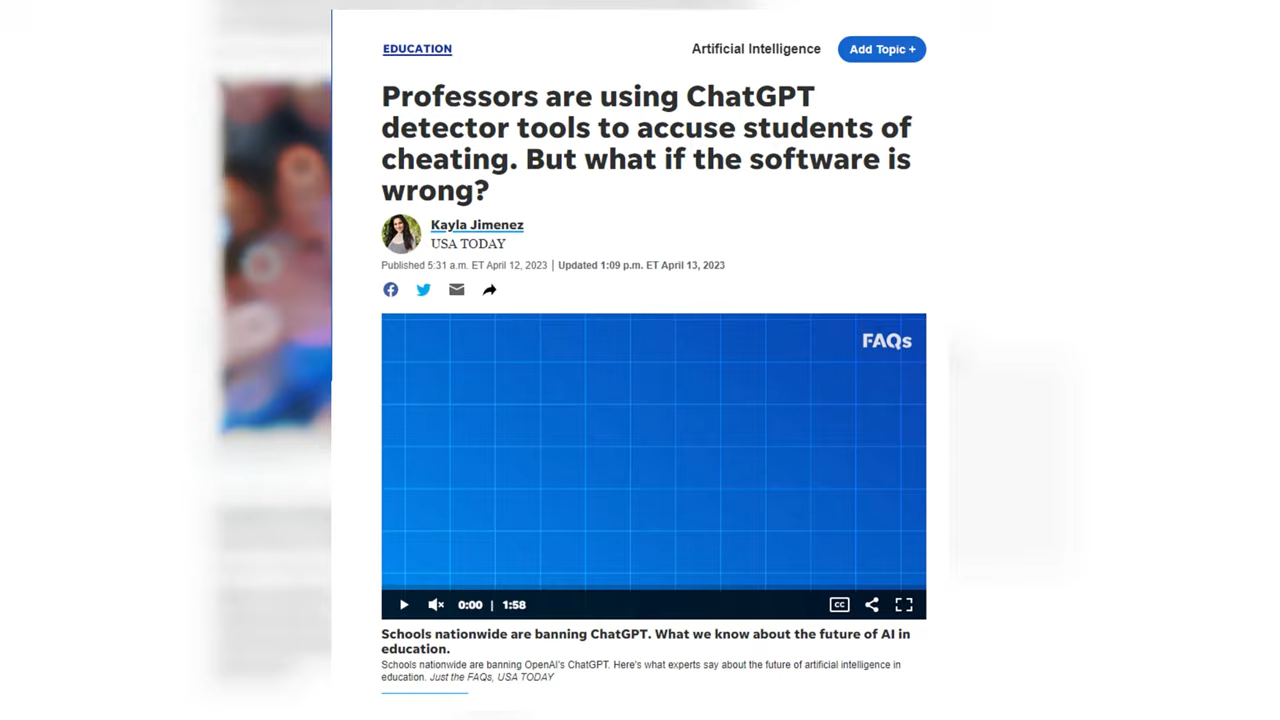 EDUCATION
Artificial Intelligence
Add Topic +
Professors are using ChatGPT
detector tools to accuse students of
cheating. But what if the software is
wrong?
Kayla Jimenez
USA TODAY
Published 5:31 a.m. ET April 12, 2023 | Updated 1:09 p.m. ET April 13, 2023
FAQs
0:00 | 1:58
CC
Schools nationwide are banning ChatGPT. What we know about the future of AI in
education.
Schools nationwide are banning OpenAI's ChatGPT. Here's what experts say about the future of artificial intelligence in
education. Just the FAQs, USA TODAY